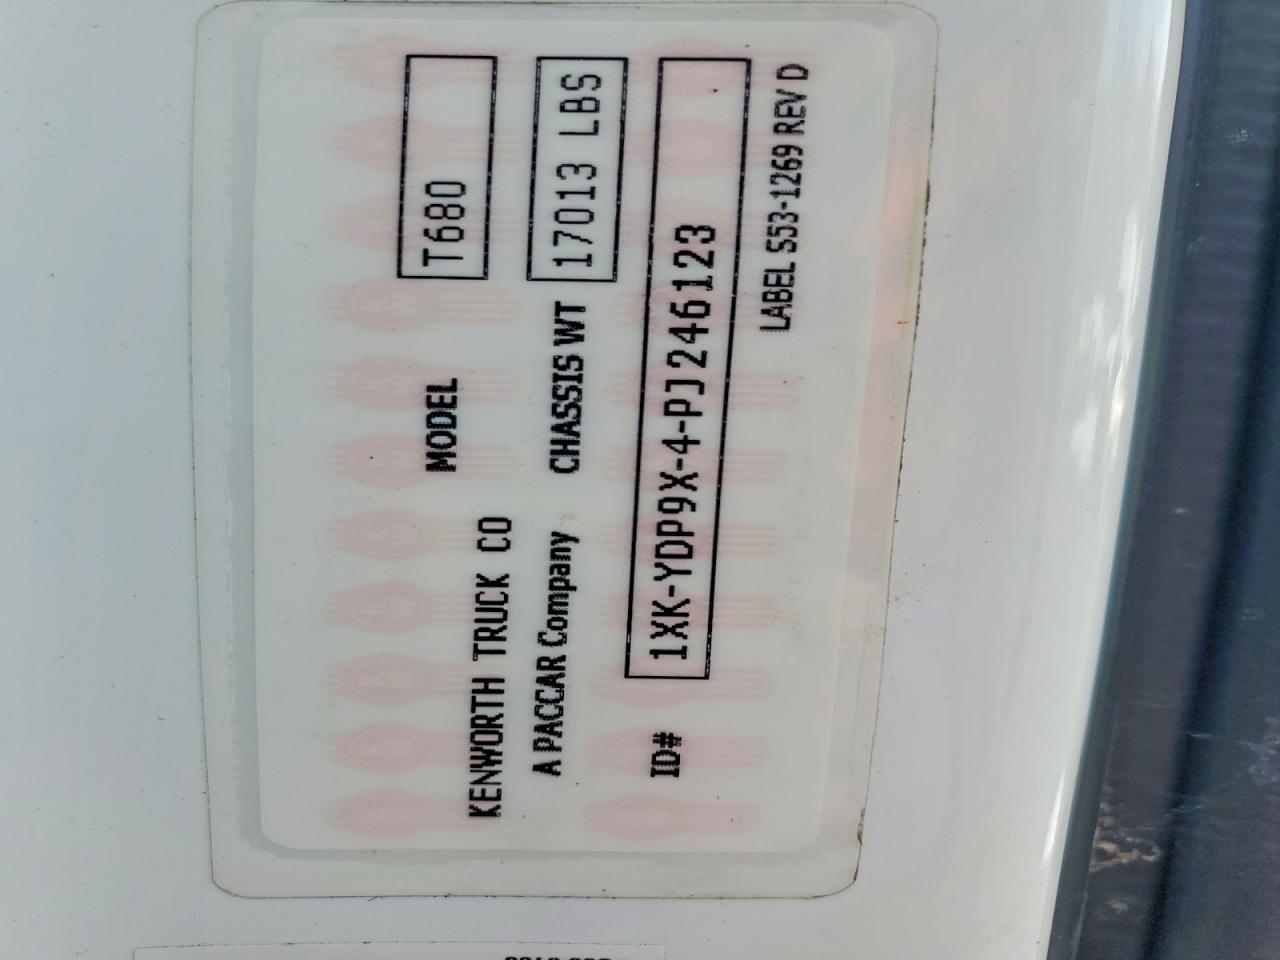 KENWORTH TRUCK CO MODEL T680
A PACCAR Company CHASSIS WT 17013 LBS
ID# 1XK-YDP9X-4-PJ246123
LABEL S53-1269 REV D